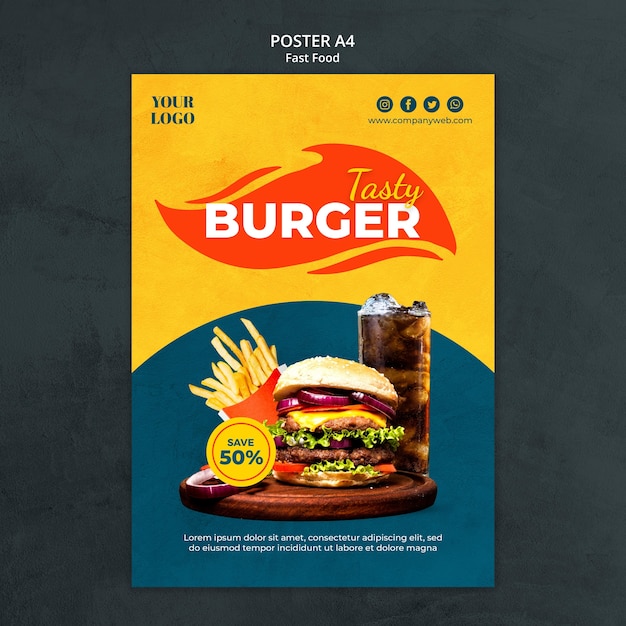 POSTER A4
Fast Food
YOUR
LOGO
www.companyweb.com
Tasty
BURGER
SAVE
50%
Lorem ipsum dolor sit amet, consectetur adipiscing elit, sed
do eiusmod tempor incididunt ut labore et dolore magna